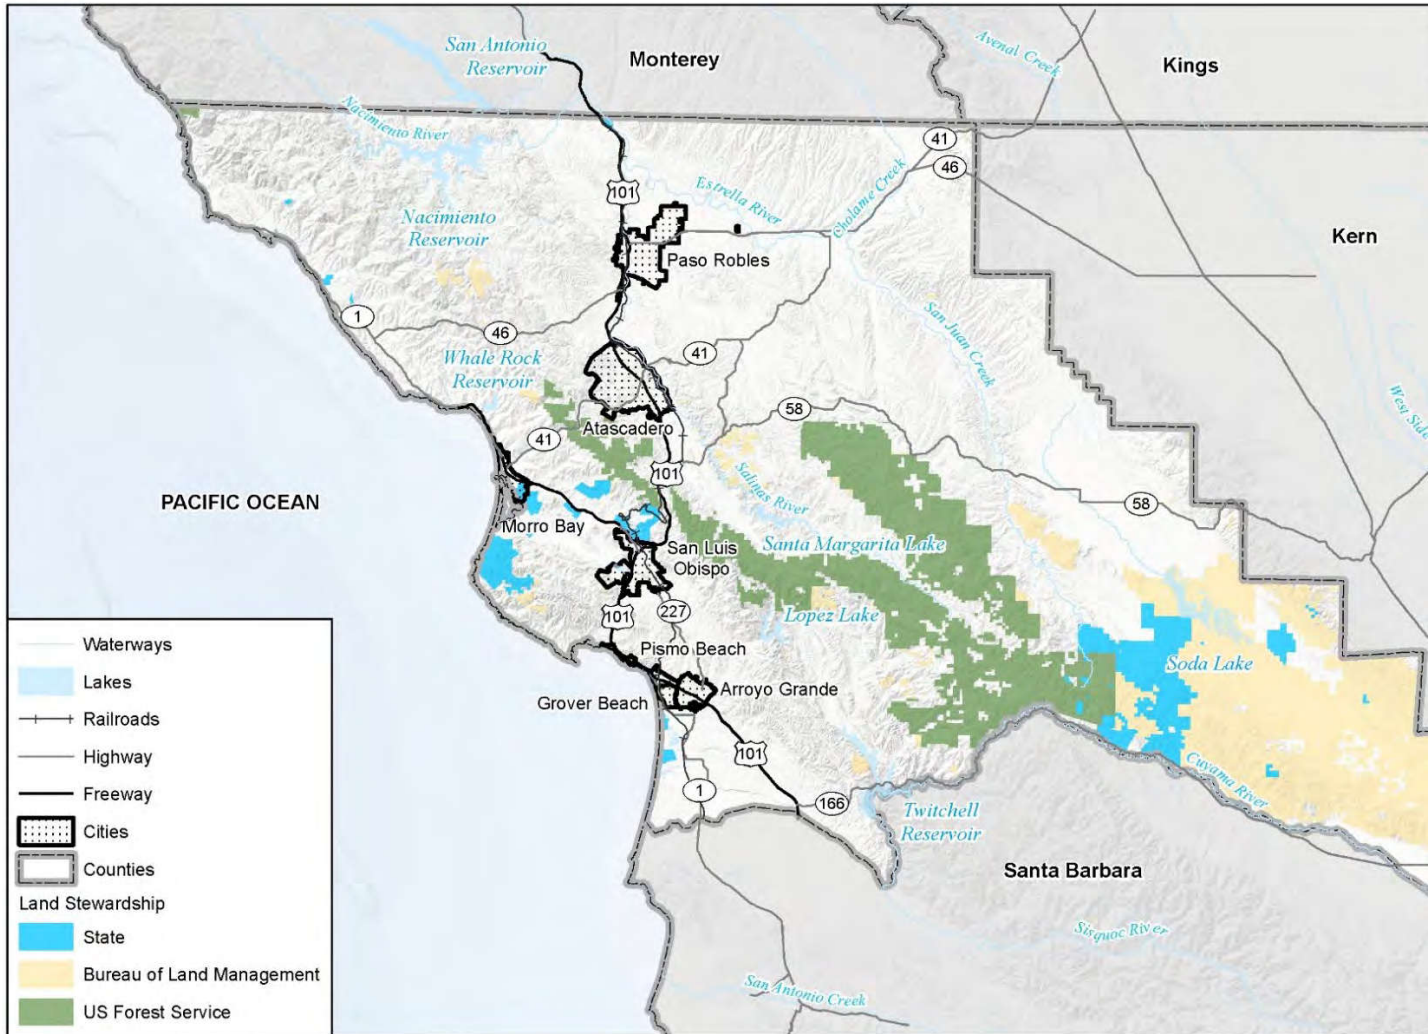 San Antonio
Reservoir
Monterey
Avenal Creek
Kings
Nacimiento River
41
46
101
Estrella River
Cholame Creek
Nacimiento
Reservoir
Kern
Paso Robles
1
46
San Juan Creek
Whale Rock
Reservoir
41
West Side
58
Atascadero
41
101
Salinas River
PACIFIC OCEAN
58
Morro Bay
Santa Margarita Lake
San Luis
Obispo
101
227
Lopez Lake
Pismo Beach
Soda Lake
Grover Beach
Arroyo Grande
101
Cuyama River
1
166
Twitchell
Reservoir
Santa Barbara
Sisquoc River
San Antonio Creek
Waterways
Lakes
Railroads
Highway
Freeway
Cities
Counties
Land Stewardship
State
Bureau of Land Management
US Forest Service